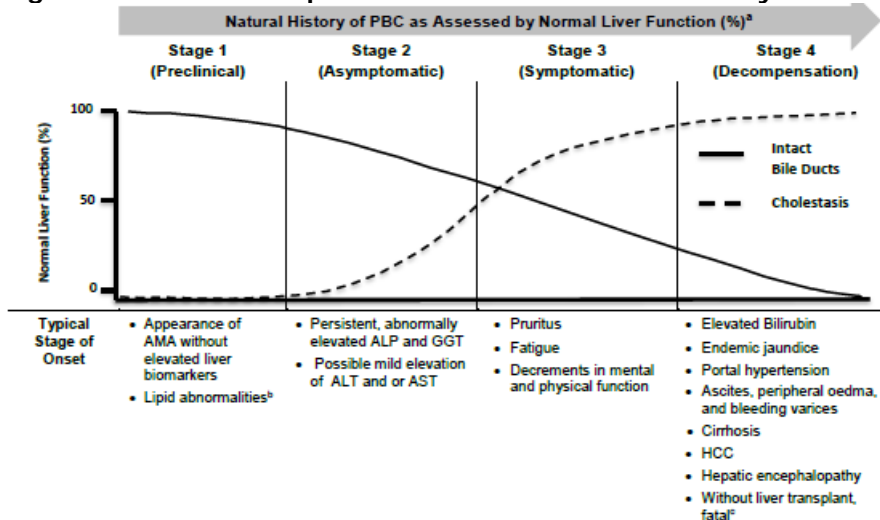 Natural History of PBC as Assessed by Normal Liver Function (%)ᵃ
Stage 1
(Preclinical)
Stage 2
(Asymptomatic)
Stage 3
(Symptomatic)
Stage 4
(Decompensation)
Normal Liver Function (%)
100
50
0
Intact
Bile Ducts
Cholestasis
Typical
Stage of
Onset
• Appearance of
AMA without
elevated liver
biomarkers
• Lipid abnormalitiesᵇ
• Persistent, abnormally
elevated ALP and GGT
• Possible mild elevation
of ALT and or AST
• Pruritus
• Fatigue
• Decrements in mental
and physical function
• Elevated Bilirubin
• Endemic jaundice
• Portal hypertension
• Ascites, peripheral oedma,
and bleeding varices
• Cirrhosis
• HCC
• Hepatic encephalopathy
• Without liver transplant,
fatalᶜ